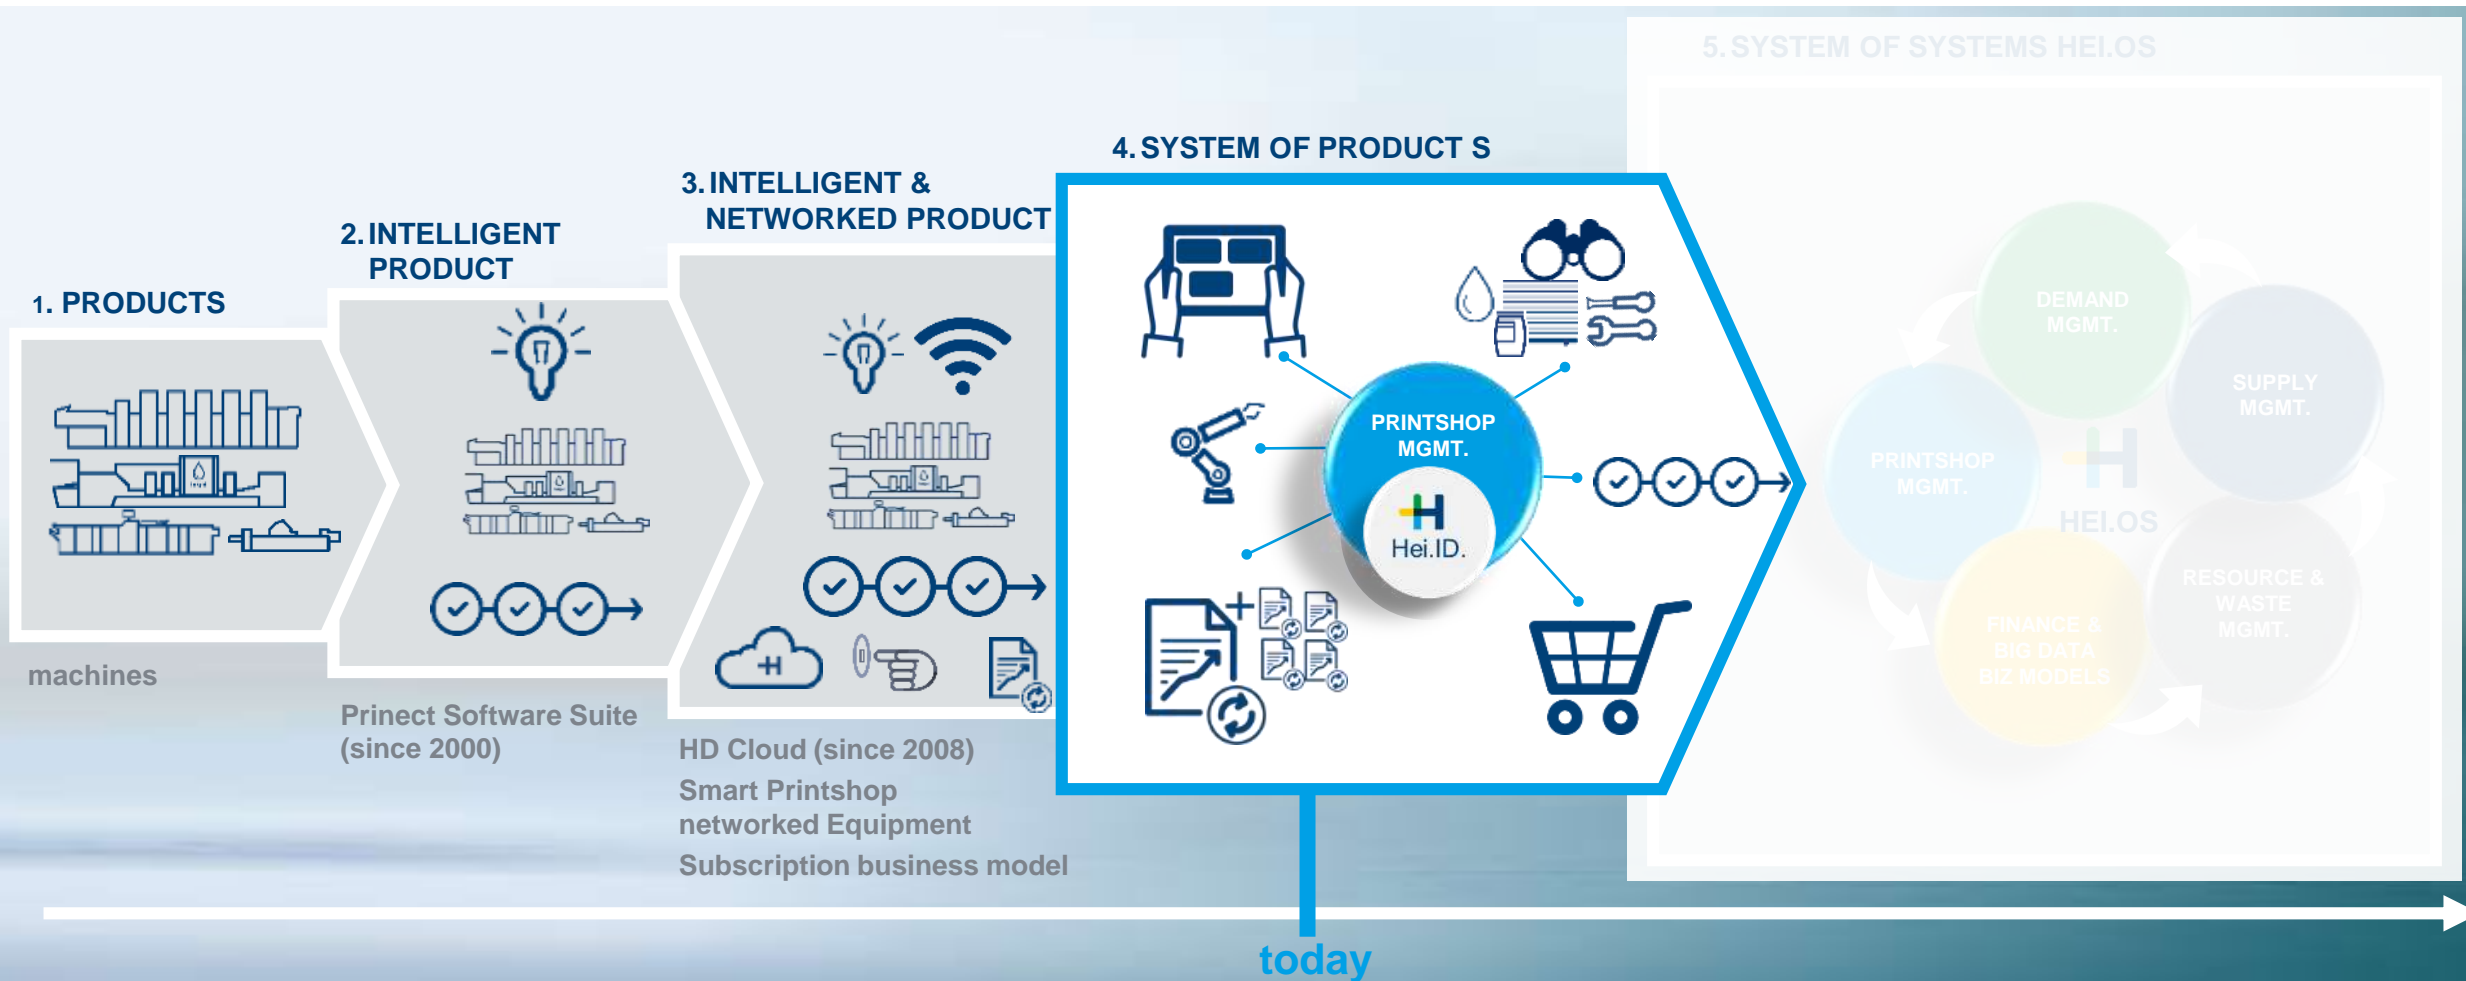 1. PRODUCTS
machines
2. INTELLIGENT
PRODUCT
Prinect Software Suite
(since 2000)
3. INTELLIGENT &
NETWORKED PRODUCT
HD Cloud (since 2008)
Smart Printshop
networked Equipment
Subscription business model
4. SYSTEM OF PRODUCT S
PRINTSHOP
MGMT.
Hei.ID.
today
5. SYSTEM OF SYSTEMS HEI.OS
DEMAND
MGMT.
SUPPLY
MGMT.
PRINTSHOP
MGMT.
HEI.OS
RESOURCE &
WASTE
MGMT.
FINANCE &
BIG DATA
BIZ MODELS